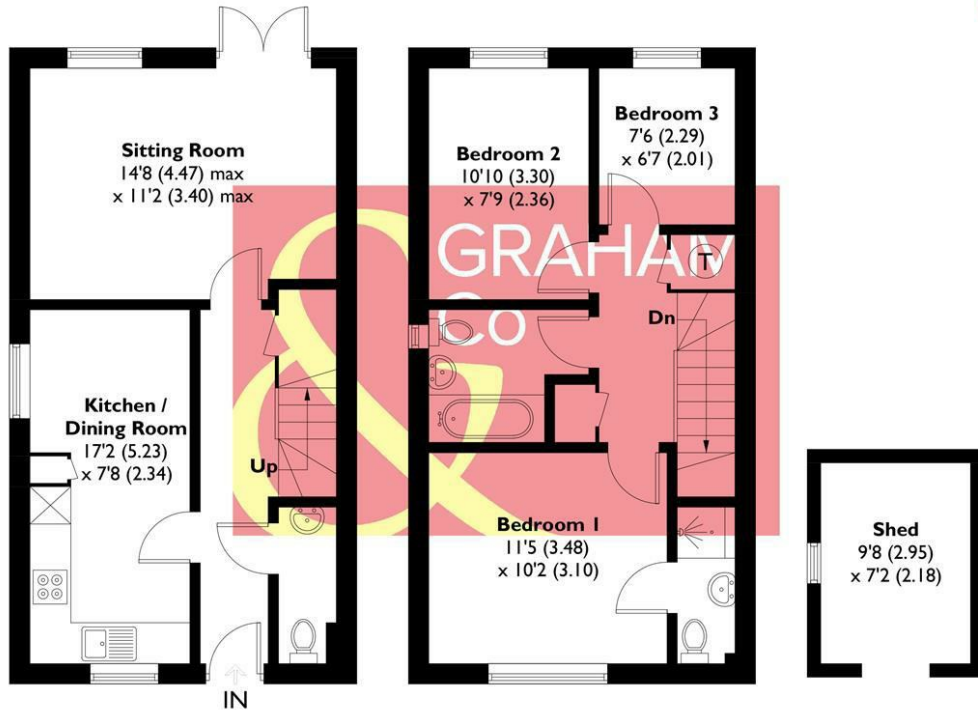 Sitting Room
14'8 (4.47) max
x 11'2 (3.40) max
Kitchen /
Dining Room
17'2 (5.23)
x 7'8 (2.34)
Up
IN
Bedroom 2
10'10 (3.30)
x 7'9 (2.36)
Bedroom 3
7'6 (2.29)
x 6'7 (2.01)
T
Dn
Bedroom 1
11'5 (3.48)
x 10'2 (3.10)
Shed
9'8 (2.95)
x 7'2 (2.18)
&
GRAHAM
Co